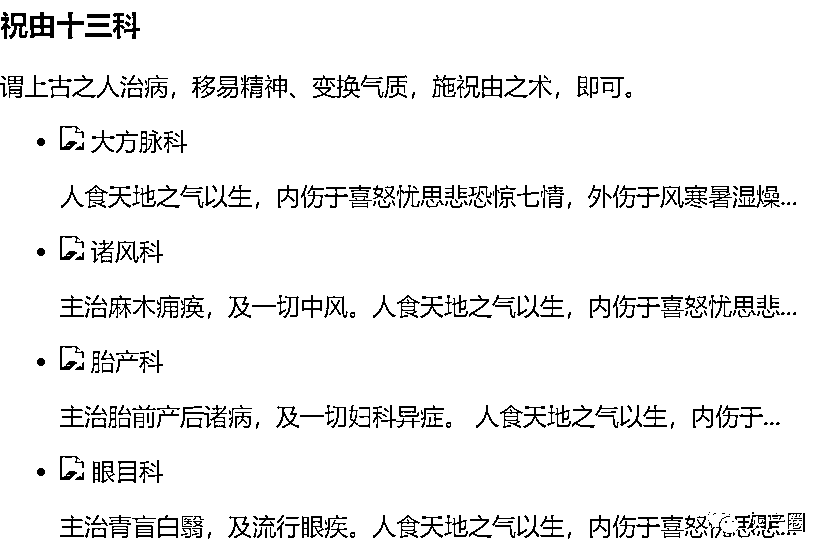 祝由十三科
谓上古之人治病，移易精神、变换气质，施祝由之术，即可。
大方脉科
人食天地之气以生，内伤于喜怒忧思悲恐惊七情，外伤于风寒暑湿燥...
诸风科
主治麻木痈痪，及一切中风。人食天地之气以生，内伤于喜怒忧思悲...
胎产科
主治胎前产后诸病，及一切妇科异症。 人食天地之气以生，内伤于...
眼目科
主治青盲白翳，及流行眼疾。人食天地之气以生，内伤于喜怒忧思悲...